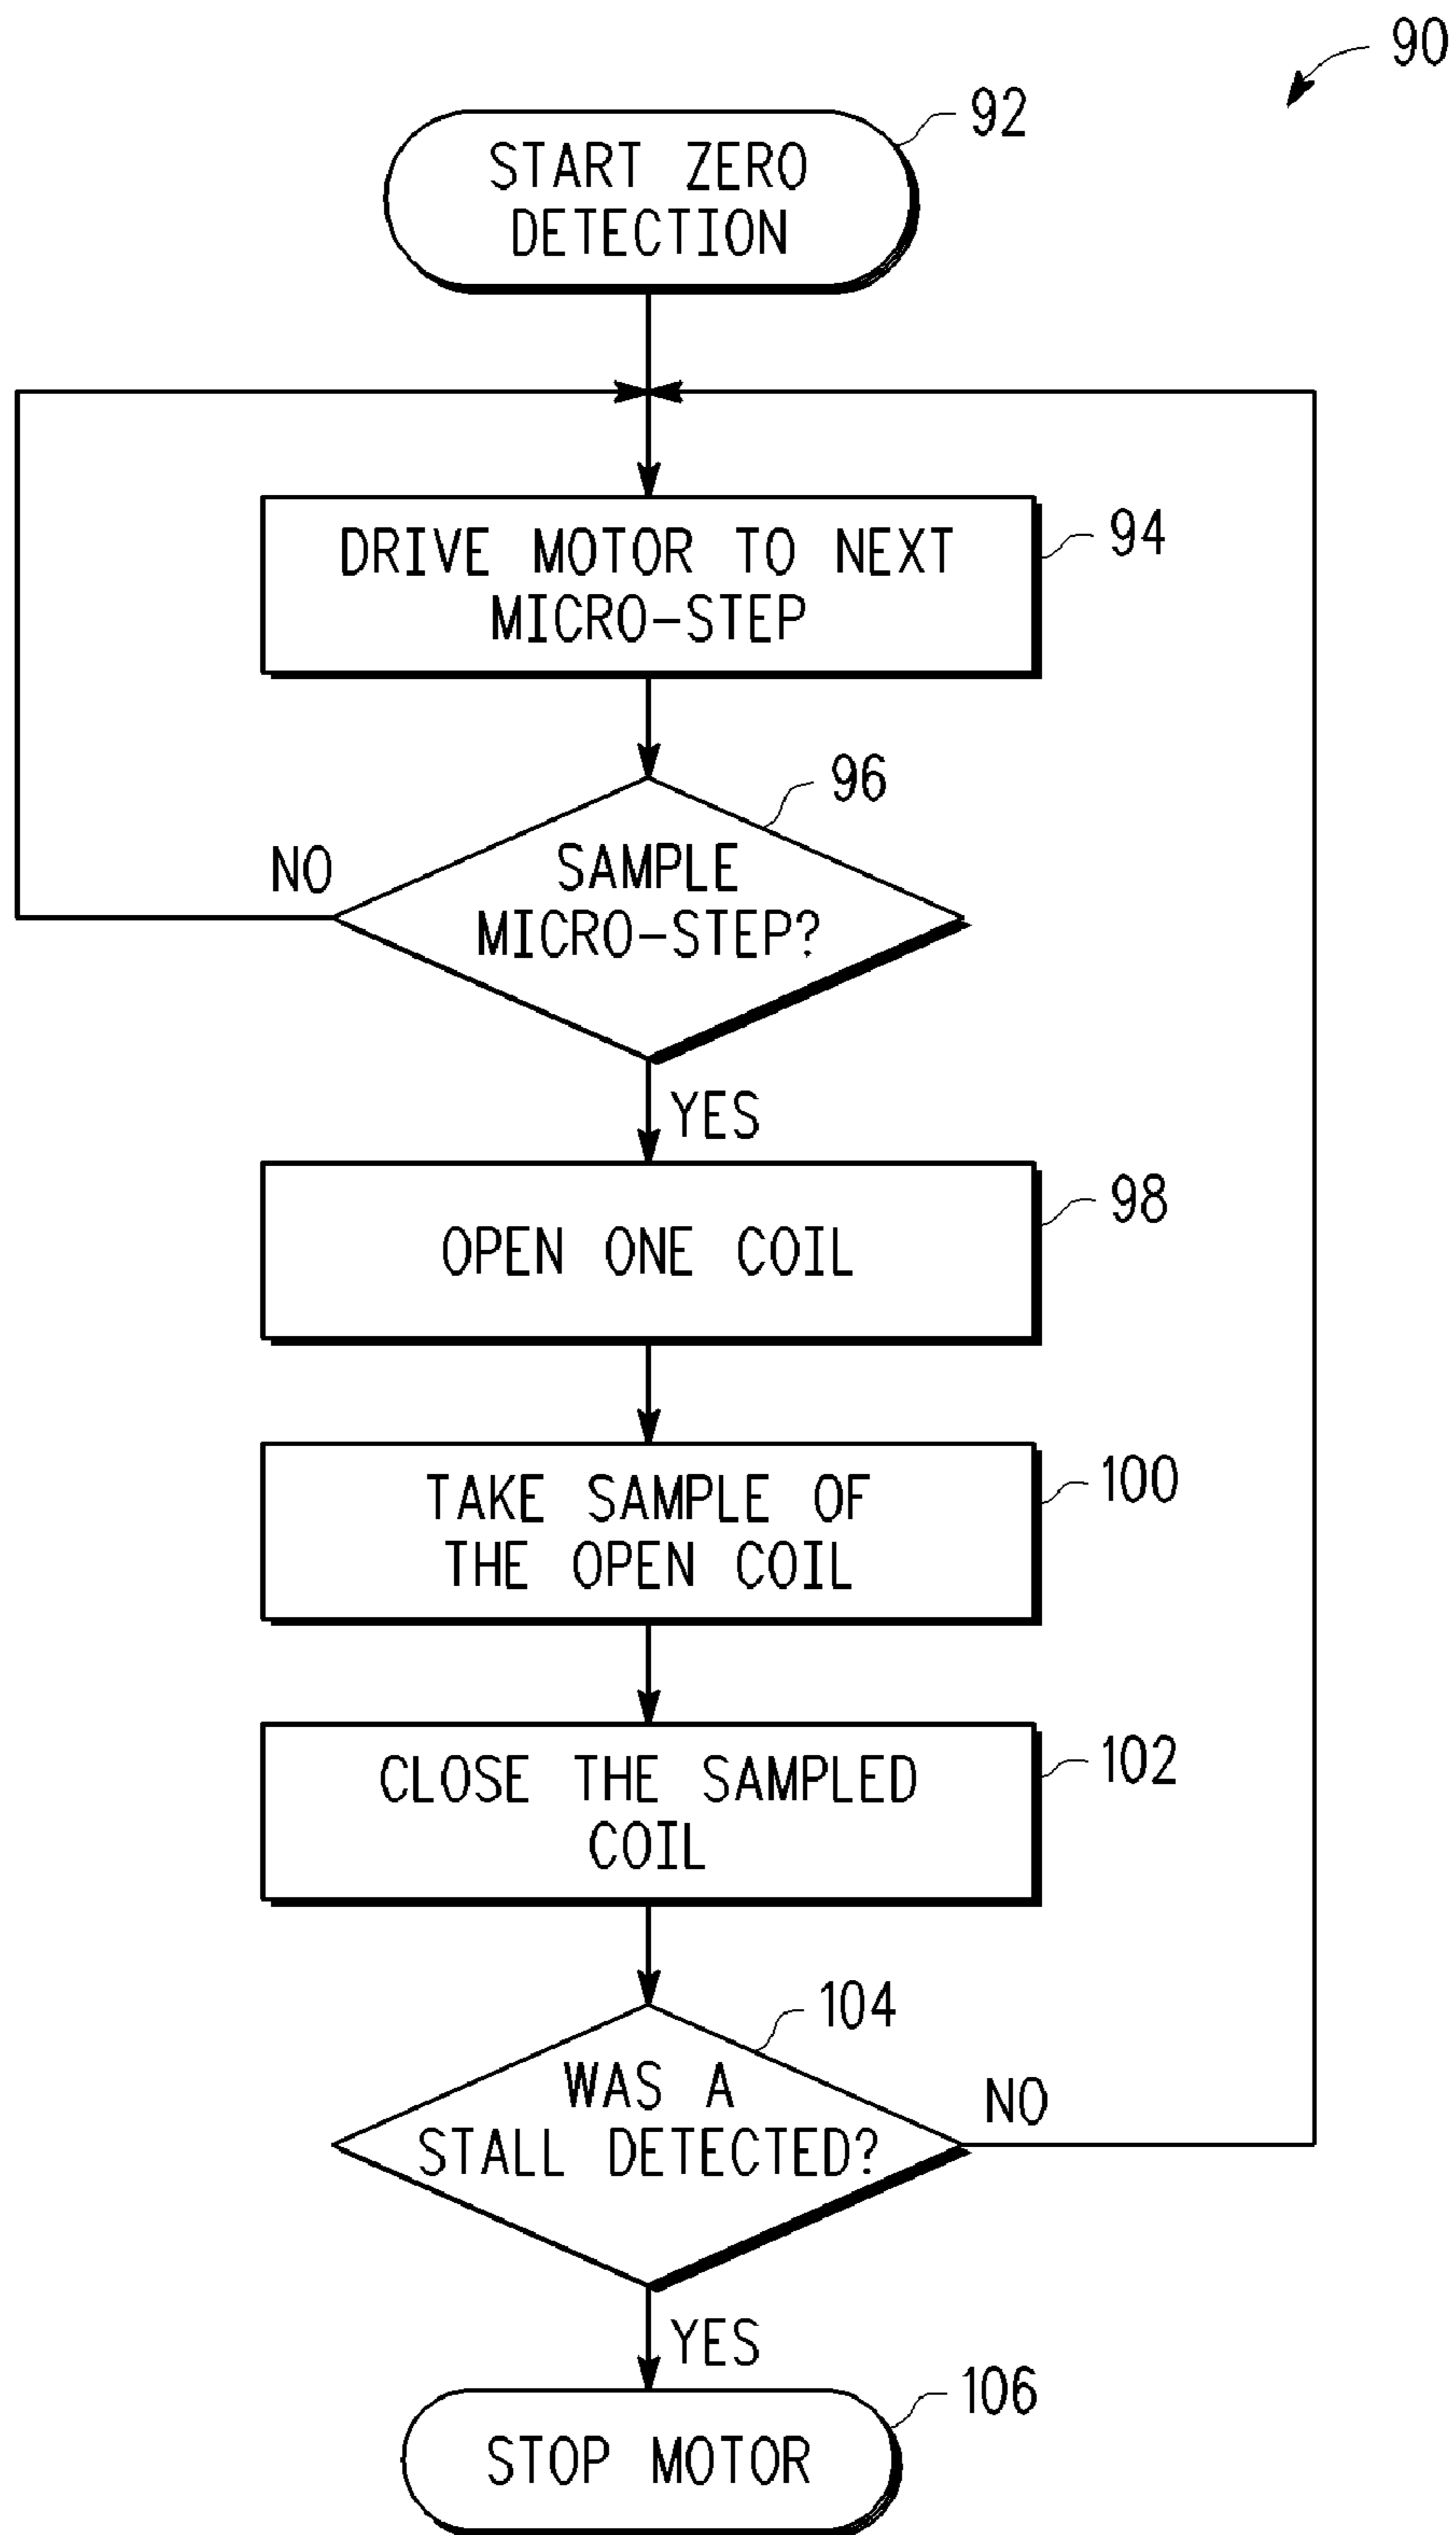 90
92
START ZERO
DETECTION
DRIVE MOTOR TO NEXT
MICRO-STEP
94
96
SAMPLE
MICRO-STEP?
NO
YES
OPEN ONE COIL
98
TAKE SAMPLE OF
THE OPEN COIL
100
CLOSE THE SAMPLED
COIL
102
104
WAS A
STALL DETECTED?
NO
YES
106
STOP MOTOR